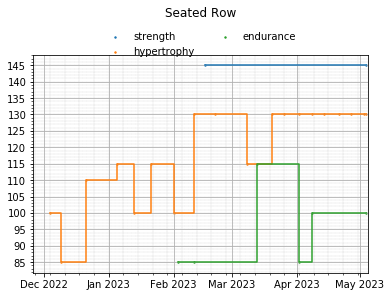 Seated Row
strength
endurance
hypertrophy
145
135
130
125
120
115
110
105
100
95
90
85
Dec 2022 Jan 2023 Feb 2023 Mar 2023 Apr 2023 May 2023